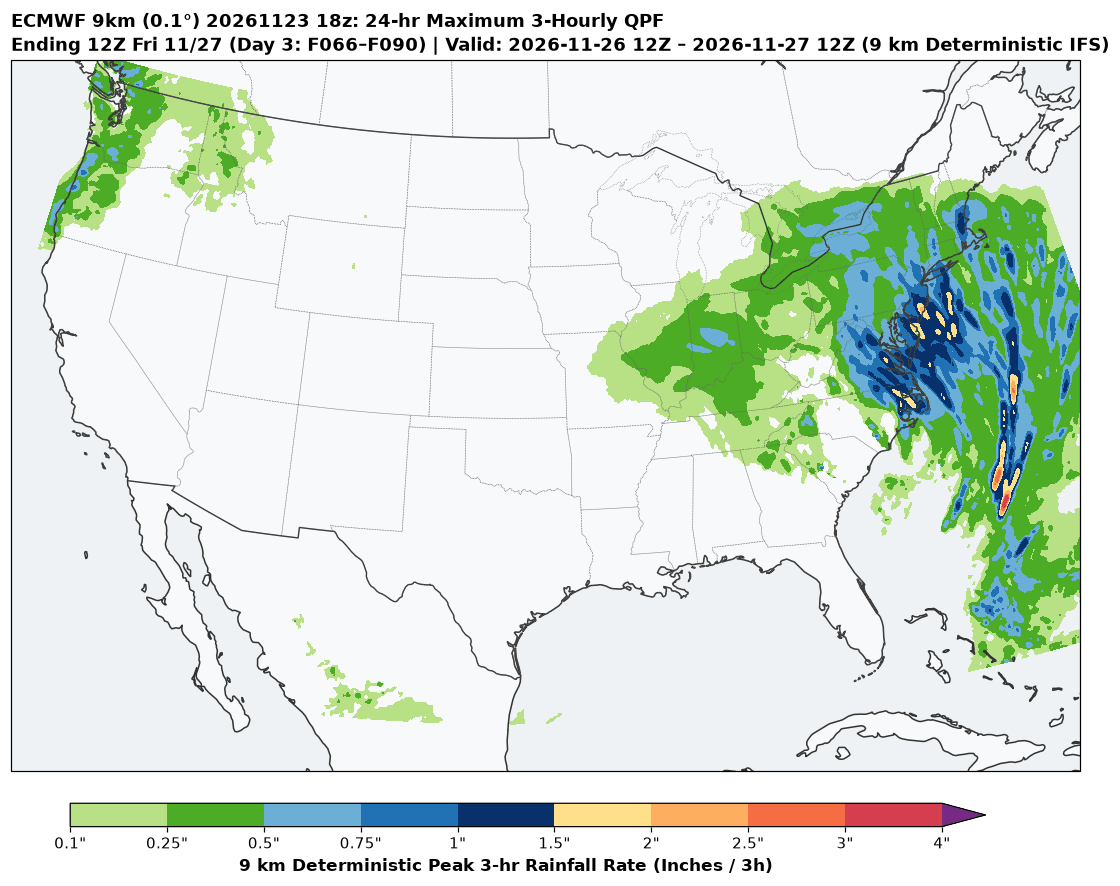 ECMWF 9km (0.1°) 20261123 18z: 24-hr Maximum 3-Hourly QPF
Ending 12Z Fri 11/27 (Day 3: F066–F090) | Valid: 2026-11-26 12Z – 2026-11-27 12Z (9 km Deterministic IFS)
0.1" 0.25" 0.5" 0.75" 1" 1.5" 2" 2.5" 3" 4"
9 km Deterministic Peak 3-hr Rainfall Rate (Inches / 3h)